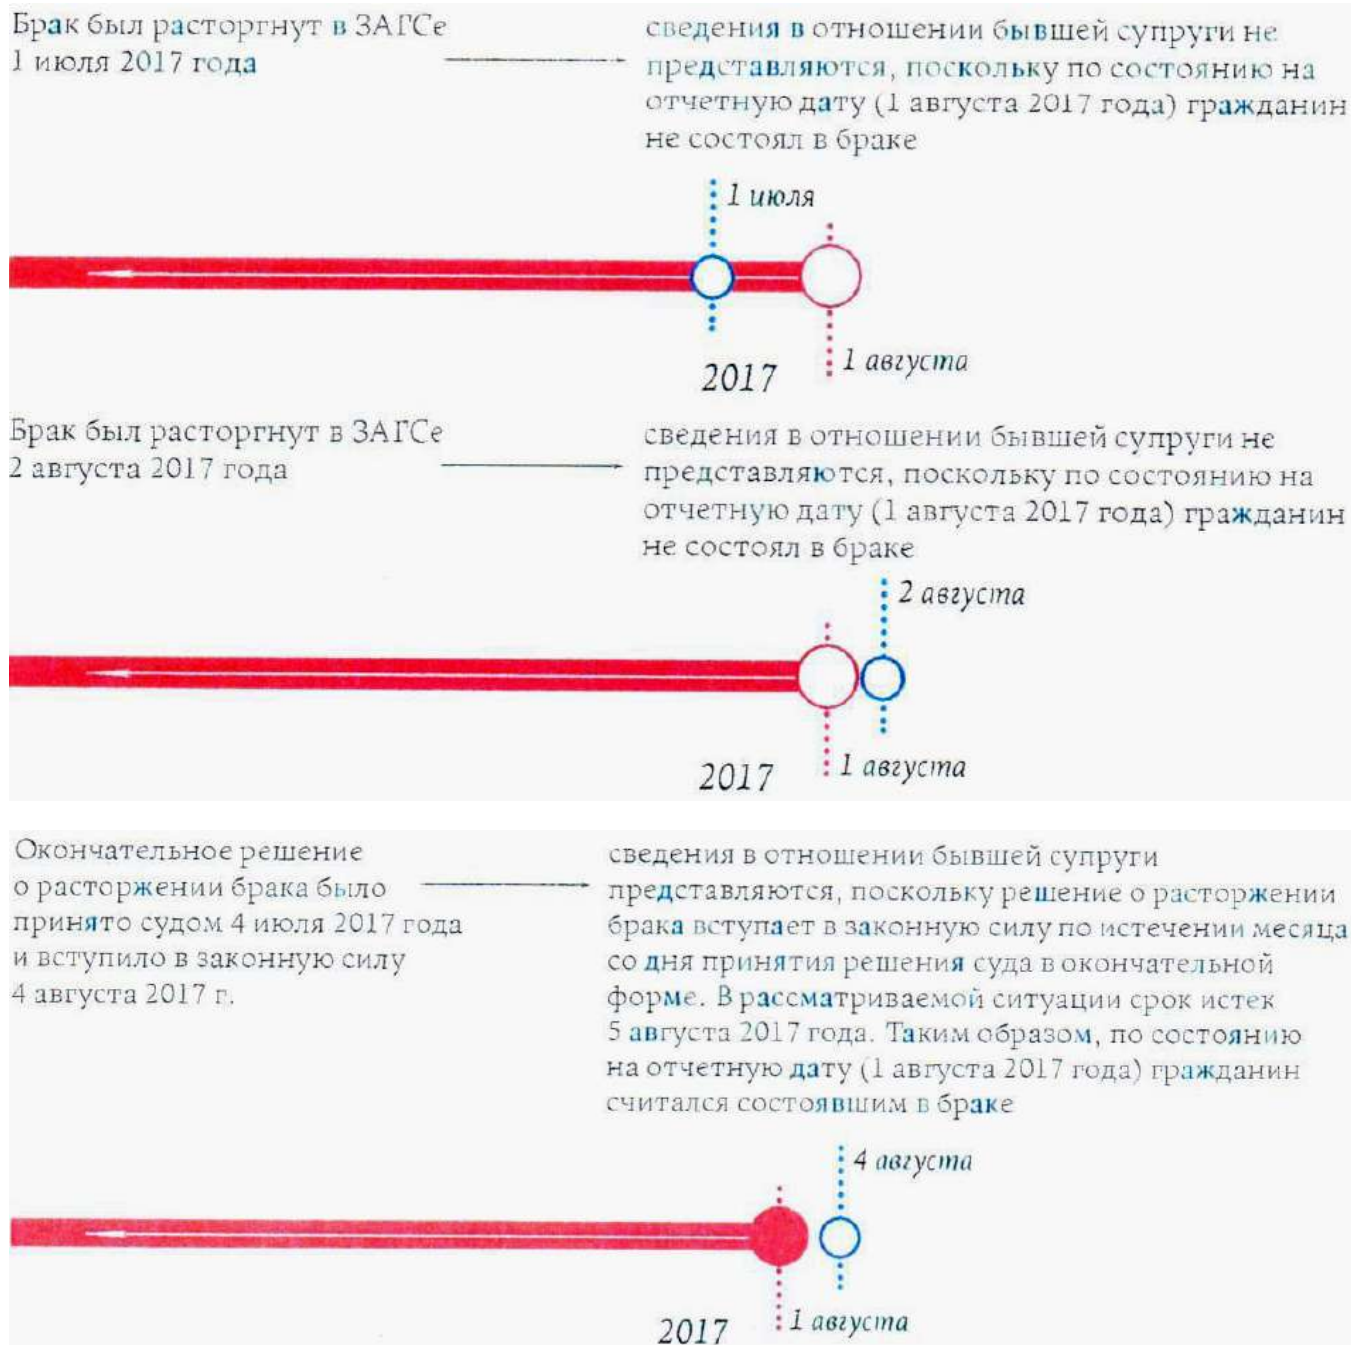 Брак был расторгнут в ЗАГСе
1 июля 2017 года
сведения в отношении бывшей супруги не
представляются, поскольку по состоянию на
отчетную дату (1 августа 2017 года) гражданин
не состоял в браке
1 июля
2017
1 августа
Брак был расторгнут в ЗАГСе
2 августа 2017 года
сведения в отношении бывшей супруги не
представляются, поскольку по состоянию на
отчетную дату (1 августа 2017 года) гражданин
не состоял в браке
2 августа
2017
1 августа
Окончательное решение
о расторжении брака было
принято судом 4 июля 2017 года
и вступило в законную силу
4 августа 2017 г.
сведения в отношении бывшей супруги
представляются, поскольку решение о расторжении
брака вступает в законную силу по истечении месяца
со дня принятия решения суда в окончательной
форме. В рассматриваемой ситуации срок истек
5 августа 2017 года. Таким образом, по состоянию
на отчетную дату (1 августа 2017 года) гражданин
считался состоявшим в браке
4 августа
2017
1 августа